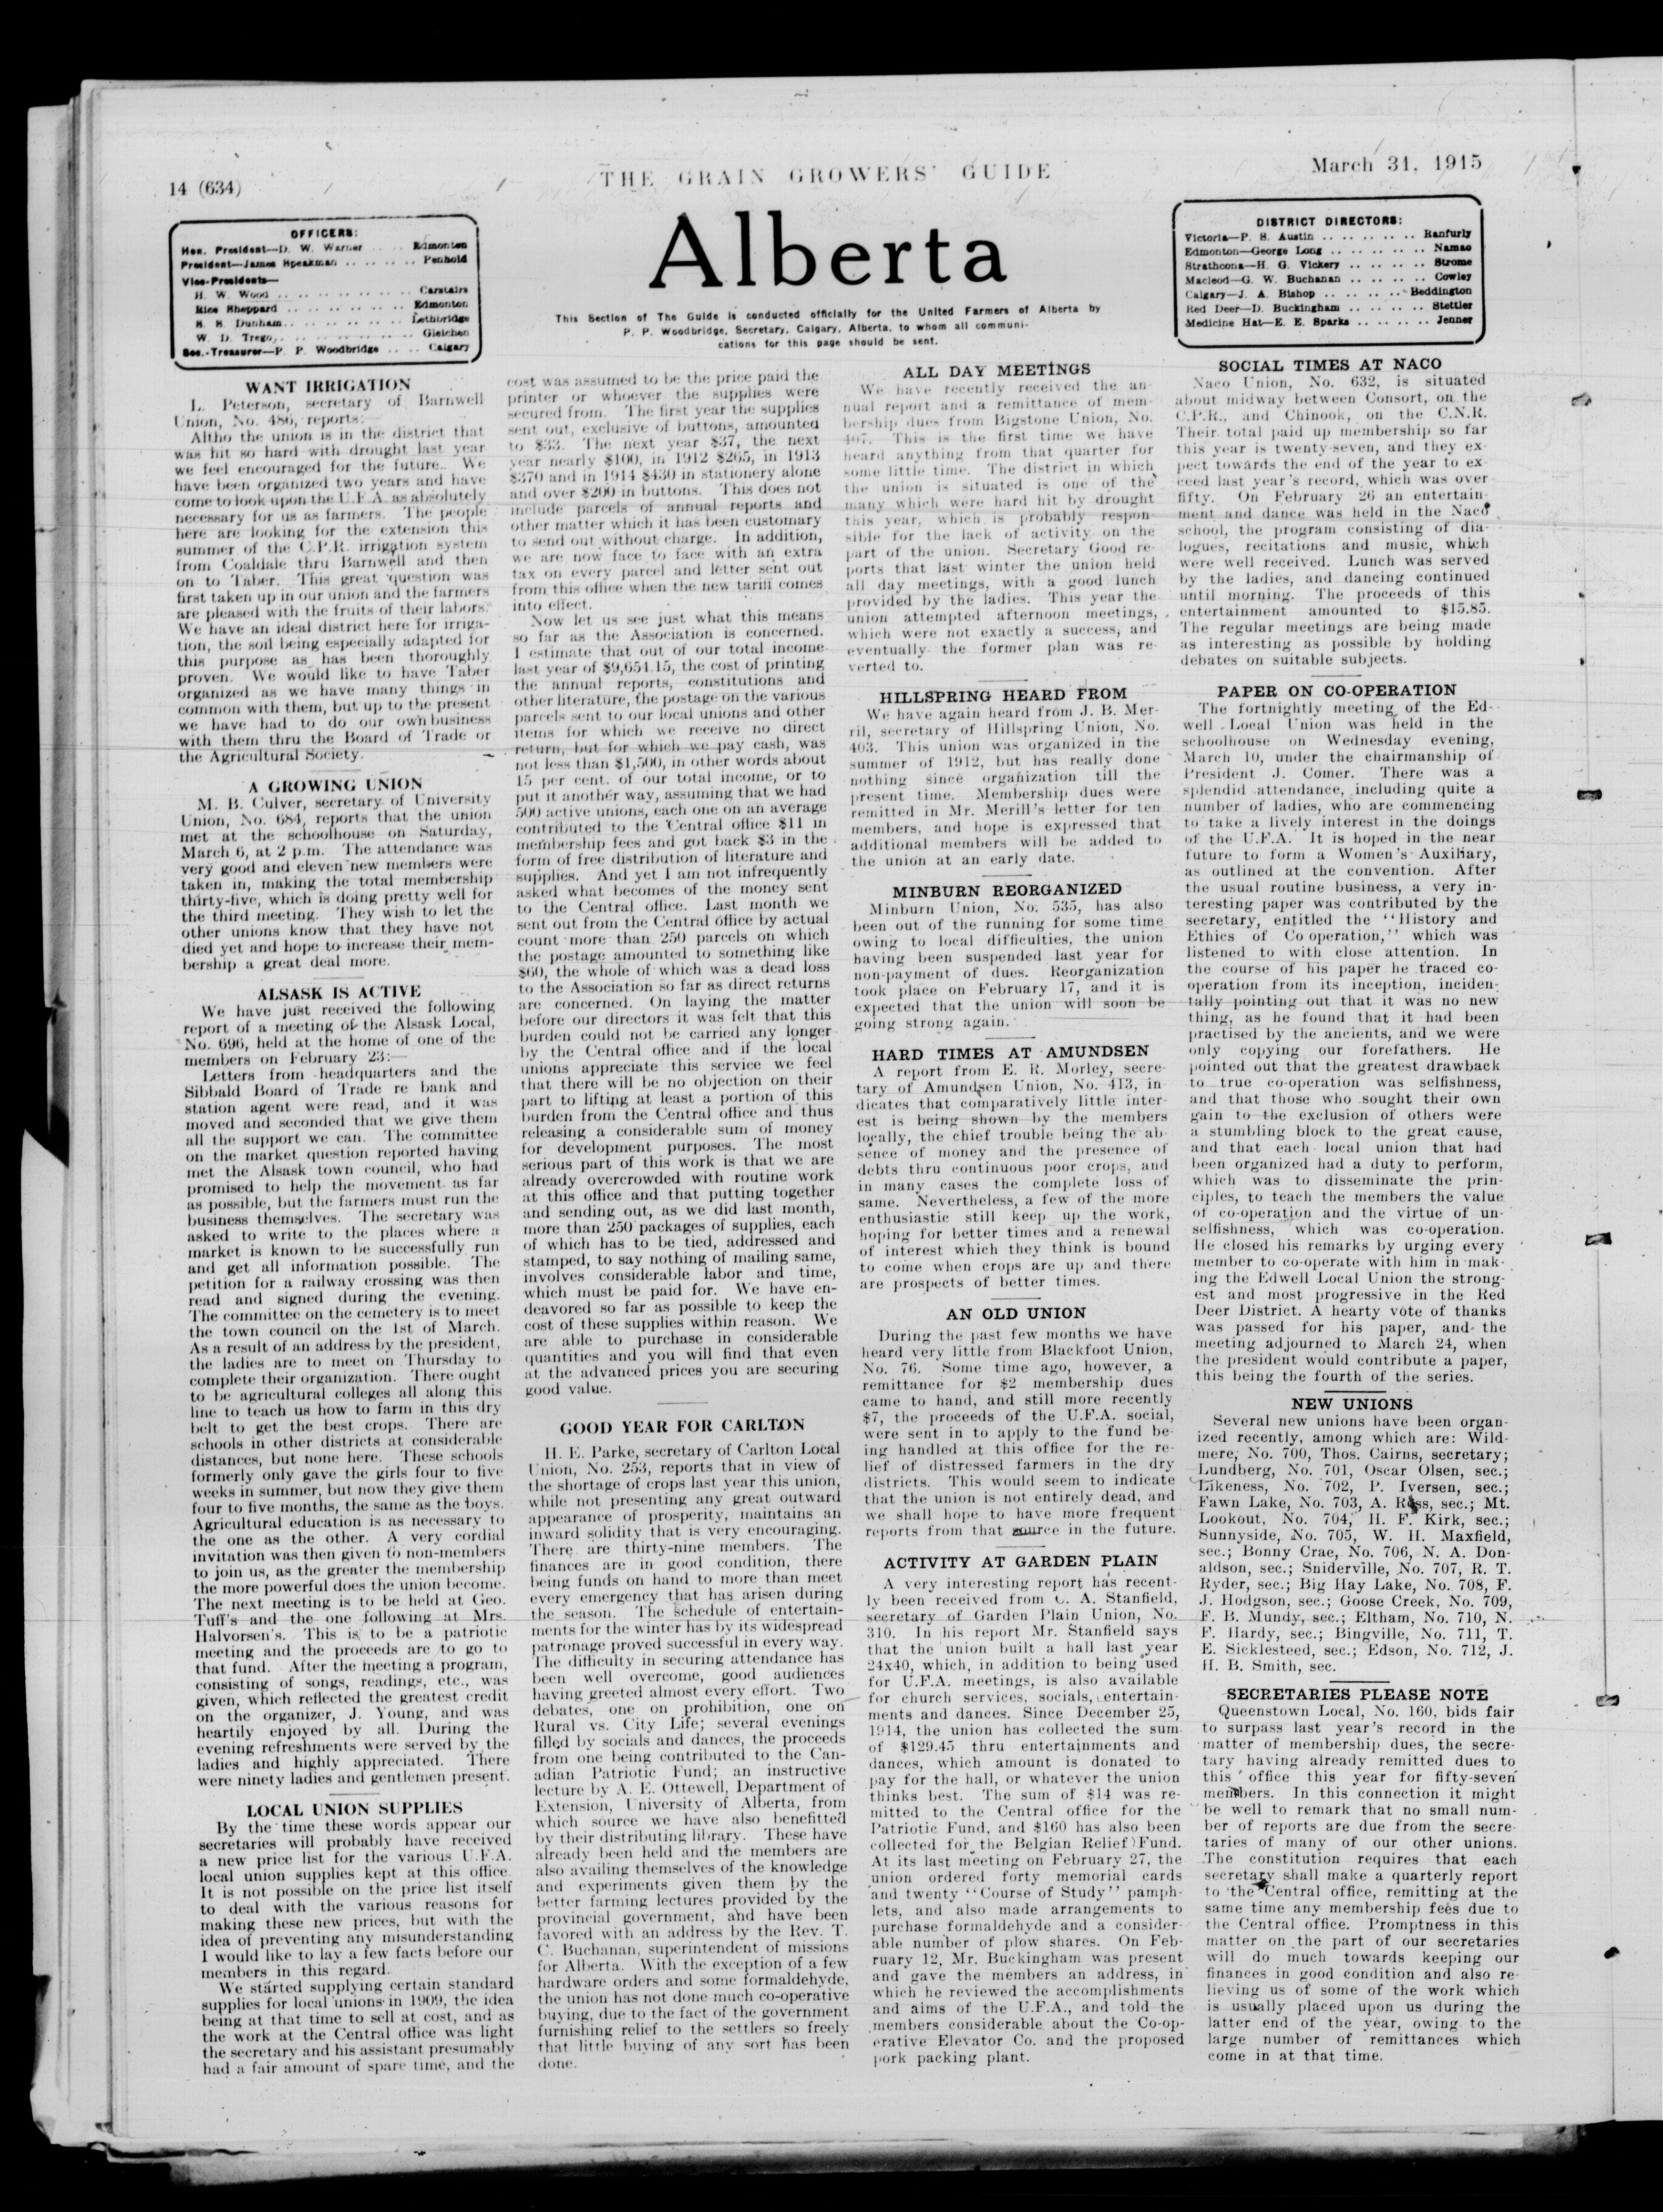 14 (634)
THE GRAIN GROWERS' GUIDE
March 31, 1915
OFFICERS:
Hon. President—D. W. Warner .... Edmonton
President—James Speakman ........ Penhold
Vice-Presidents—
H. W. Wood .............. Carstairs
Rice Sheppard ............ Edmonton
S. S. Dunham............ Lethbridge
W. D. Trego.............. Gleichen
Sec.-Treasurer—P. P. Woodbridge .... Calgary
Alberta
This Section of The Guide is conducted officially for the United Farmers of Alberta by
P. P. Woodbridge, Secretary, Calgary, Alberta, to whom all communi-
cations for this page should be sent.
DISTRICT DIRECTORS:
Victoria—P. S. Austin .......... Ranfurly
Edmonton—George Long .......... Namao
Strathcona—H. G. Vickery ........ Strome
Macleod—G. W. Buchanan ........ Cowley
Calgary—J. A. Bishop ........ Beddington
Red Deer—D. Buckingham ........ Stettler
Medicine Hat—E. E. Sparks ........ Jenner
WANT IRRIGATION
L. Peterson, secretary of Barnwell
Union, No. 486, reports:
Altho the union is in the district that
was hit so hard with drought last year
we feel encouraged for the future. We
have been organized two years and have
come to look upon the U.F.A. as absolutely
necessary for us as farmers. The people
here are looking for the extension this
summer of the C.P.R. irrigation system
from Coaldale thru Barnwell and then
on to Taber. This great question was
first taken up in our union and the farmers
are pleased with the fruits of their labors.
We have an ideal district here for irriga-
tion, the soil being especially adapted for
this purpose as has been thoroughly
proven. We would like to have Taber
organized as we have many things in
common with them, but up to the present
we have had to do our own business
with them thru the Board of Trade or
the Agricultural Society.
A GROWING UNION
M. B. Culver, secretary of University
Union, No. 684, reports that the union
met at the schoolhouse on Saturday,
March 6, at 2 p.m. The attendance was
very good and eleven new members were
taken in, making the total membership
thirty-five, which is doing pretty well for
the third meeting. They wish to let the
other unions know that they have not
died yet and hope to increase their mem-
bership a great deal more.
ALSASK IS ACTIVE
We have just received the following
report of a meeting of the Alsask Local,
No. 696, held at the home of one of the
members on February 23:—
Letters from headquarters and the
Sibbald Board of Trade re bank and
station agent were read, and it was
moved and seconded that we give them
all the support we can. The committee
on the market question reported having
met the Alsask town council, who had
promised to help the movement as far
as possible, but the farmers must run the
business themselves. The secretary was
asked to write to the places where a
market is known to be successfully run
and get all information possible. The
petition for a railway crossing was then
read and signed during the evening.
The committee on the cemetery is to meet
the town council on the 1st of March.
As a result of an address by the president,
the ladies are to meet on Thursday to
complete their organization. There ought
to be agricultural colleges all along this
line to teach us how to farm in this dry
belt to get the best crops. There are
schools in other districts at considerable
distances, but none here. These schools
formerly only gave the girls four to five
weeks in summer, but now they give them
four to five months, the same as the boys.
Agricultural education is as necessary to
the one as the other. A very cordial
invitation was then given to non-members
to join us, as the greater the membership
the more powerful does the union become.
The next meeting is to be held at Geo.
Tuff's and the one following at Mrs.
Halvorsen's. This is to be a patriotic
meeting and the proceeds are to go to
that fund. After the meeting a program,
consisting of songs, readings, etc., was
given, which reflected the greatest credit
on the organizer, J. Young, and was
heartily enjoyed by all. During the
evening refreshments were served by the
ladies and highly appreciated. There
were ninety ladies and gentlemen present.
LOCAL UNION SUPPLIES
By the time these words appear our
secretaries will probably have received
a new price list for the various U.F.A.
local union supplies kept at this office.
It is not possible on the price list itself
to deal with the various reasons for
making these new prices, but with the
idea of preventing any misunderstanding
I would like to lay a few facts before our
members in this regard.
We started supplying certain standard
supplies for local unions in 1909, the idea
being at that time to sell at cost, and as
the work at the Central office was light
the secretary and his assistant presumably
had a fair amount of spare time, and the
cost was assumed to be the price paid the
printer or whoever the supplies were
secured from. The first year the supplies
sent out, exclusive of buttons, amounted
to $33. The next year $37, the next
year nearly $100, in 1912 $265, in 1913
$370 and in 1914 $430 in stationery alone
and over $200 in buttons. This does not
include parcels of annual reports and
other matter which it has been customary
to send out without charge. In addition,
we are now face to face with an extra
tax on every parcel and letter sent out
from this office when the new tariff comes
into effect.
Now let us see just what this means
so far as the Association is concerned.
I estimate that out of our total income
last year of $9,654.15, the cost of printing
the annual reports, constitutions and
other literature, the postage on the various
parcels sent to our local unions and other
items for which we receive no direct
return, but for which we pay cash, was
not less than $1,500, in other words about
15 per cent. of our total income, or to
put it another way, assuming that we had
500 active unions, each one on an average
contributed to the Central office $11 in
membership fees and got back $3 in the
form of free distribution of literature and
supplies. And yet I am not infrequently
asked what becomes of the money sent
to the Central office. Last month we
sent out from the Central office by actual
count more than 250 parcels on which
the postage amounted to something like
$60, the whole of which was a dead loss
to the Association so far as direct returns
are concerned. On laying the matter
before our directors it was felt that this
burden could not be carried any longer
by the Central office and if the local
unions appreciate this service we feel
that there will be no objection on their
part to lifting at least a portion of this
burden from the Central office and thus
releasing a considerable sum of money
for development purposes. The most
serious part of this work is that we are
already overcrowded with routine work
at this office and that putting together
and sending out, as we did last month,
more than 250 packages of supplies, each
of which has to be tied, addressed and
stamped, to say nothing of mailing same,
involves considerable labor and time,
which must be paid for. We have en-
deavored so far as possible to keep the
cost of these supplies within reason. We
are able to purchase in considerable
quantities and you will find that even
at the advanced prices you are securing
good value.
GOOD YEAR FOR CARLTON
H. E. Parke, secretary of Carlton Local
Union, No. 253, reports that in view of
the shortage of crops last year this union,
while not presenting any great outward
appearance of prosperity, maintains an
inward solidity that is very encouraging.
There are thirty-nine members. The
finances are in good condition, there
being funds on hand to more than meet
every emergency that has arisen during
the season. The schedule of entertain-
ments for the winter has by its widespread
patronage proved successful in every way.
The difficulty in securing attendance has
been well overcome, good audiences
having greeted almost every effort. Two
debates, one on prohibition, one on
Rural vs. City Life; several evenings
filled by socials and dances, the proceeds
from one being contributed to the Can-
adian Patriotic Fund; an instructive
lecture by A. E. Ottewell, Department of
Extension, University of Alberta, from
which source we have also benefitted
by their distributing library. These have
already been held and the members are
also availing themselves of the knowledge
and experiments given them by the
better farming lectures provided by the
provincial government, and have been
favored with an address by the Rev. T.
C. Buchanan, superintendent of missions
for Alberta. With the exception of a few
hardware orders and some formaldehyde,
the union has not done much co-operative
buying, due to the fact of the government
furnishing relief to the settlers so freely
that little buying of any sort has been
done.
ALL DAY MEETINGS
We have recently received the an-
nual report and a remittance of mem-
bership dues from Bigstone Union, No.
407. This is the first time we have
heard anything from that quarter for
some little time. The district in which
the union is situated is one of the
many which were hard hit by drought
this year, which is probably respon-
sible for the lack of activity on the
part of the union. Secretary Good re-
ports that last winter the union held
all day meetings, with a good lunch
provided by the ladies. This year the
union attempted afternoon meetings,
which were not exactly a success, and
eventually the former plan was re-
verted to.
HILLSPRING HEARD FROM
We have again heard from J. B. Mer-
ril, secretary of Hillspring Union, No.
403. This union was organized in the
summer of 1912, but has really done
nothing since organization till the
present time. Membership dues were
remitted in Mr. Merill's letter for ten
members, and hope is expressed that
additional members will be added to
the union at an early date.
MINBURN REORGANIZED
Minburn Union, No. 535, has also
been out of the running for some time
owing to local difficulties, the union
having been suspended last year for
non-payment of dues. Reorganization
took place on February 17, and it is
expected that the union will soon be
going strong again.
HARD TIMES AT AMUNDSEN
A report from E. R. Morley, secre-
tary of Amundsen Union, No. 413, in-
dicates that comparatively little inter-
est is being shown by the members
locally, the chief trouble being the ab-
sence of money and the presence of
debts thru continuous poor crops, and
in many cases the complete loss of
same. Nevertheless, a few of the more
enthusiastic still keep up the work,
hoping for better times and a renewal
of interest which they think is bound
to come when crops are up and there
are prospects of better times.
AN OLD UNION
During the past few months we have
heard very little from Blackfoot Union,
No. 76. Some time ago, however, a
remittance for $2 membership dues
came to hand, and still more recently
$7, the proceeds of the U.F.A. social,
were sent in to apply to the fund be-
ing handled at this office for the re-
lief of distressed farmers in the dry
districts. This would seem to indicate
that the union is not entirely dead, and
we shall hope to have more frequent
reports from that source in the future.
ACTIVITY AT GARDEN PLAIN
A very interesting report has recent-
ly been received from C. A. Stanfield,
secretary of Garden Plain Union, No.
310. In his report Mr. Stanfield says
that the union built a hall last year
24x40, which, in addition to being used
for U.F.A. meetings, is also available
for church services, socials, entertain-
ments and dances. Since December 25,
1914, the union has collected the sum
of $129.45 thru entertainments and
dances, which amount is donated to
pay for the hall, or whatever the union
thinks best. The sum of $14 was re-
mitted to the Central office for the
Patriotic Fund, and $160 has also been
collected for the Belgian Relief Fund.
At its last meeting on February 27, the
union ordered forty memorial cards
and twenty "Course of Study" pamph-
lets, and also made arrangements to
purchase formaldehyde and a consider-
able number of plow shares. On Feb-
ruary 12, Mr. Buckingham was present
and gave the members an address, in
which he reviewed the accomplishments
and aims of the U.F.A., and told the
members considerable about the Co-op-
erative Elevator Co. and the proposed
pork packing plant.
SOCIAL TIMES AT NACO
Naco Union, No. 632, is situated
about midway between Consort, on the
C.P.R., and Chinook, on the C.N.R.
Their total paid up membership so far
this year is twenty-seven, and they ex-
pect towards the end of the year to ex-
ceed last year's record, which was over
fifty. On February 26 an entertain-
ment and dance was held in the Naco
school, the program consisting of dia-
logues, recitations and music, which
were well received. Lunch was served
by the ladies, and dancing continued
until morning. The proceeds of this
entertainment amounted to $15.85.
The regular meetings are being made
as interesting as possible by holding
debates on suitable subjects.
PAPER ON CO-OPERATION
The fortnightly meeting of the Ed-
well Local Union was held in the
schoolhouse on Wednesday evening,
March 10, under the chairmanship of
President J. Comer. There was a
splendid attendance, including quite a
number of ladies, who are commencing
to take a lively interest in the doings
of the U.F.A. It is hoped in the near
future to form a Women's Auxiliary,
as outlined at the convention. After
the usual routine business, a very in-
teresting paper was contributed by the
secretary, entitled the "History and
Ethics of Co operation," which was
listened to with close attention. In
the course of his paper he traced co-
operation from its inception, inciden-
tally pointing out that it was no new
thing, as he found that it had been
practised by the ancients, and we were
only copying our forefathers. He
pointed out that the greatest drawback
to true co-operation was selfishness,
and that those who sought their own
gain to the exclusion of others were
a stumbling block to the great cause,
and that each local union that had
been organized had a duty to perform,
which was to disseminate the prin-
ciples, to teach the members the value
of co-operation and the virtue of un-
selfishness, which was co-operation.
He closed his remarks by urging every
member to co-operate with him in mak-
ing the Edwell Local Union the strong-
est and most progressive in the Red
Deer District. A hearty vote of thanks
was passed for his paper, and the
meeting adjourned to March 24, when
the president would contribute a paper,
this being the fourth of the series.
NEW UNIONS
Several new unions have been organ-
ized recently, among which are: Wild-
mere, No. 700, Thos. Cairns, secretary;
Lundberg, No. 701, Oscar Olsen, sec.;
Likeness, No. 702, P. Iversen, sec.;
Fawn Lake, No. 703, A. Ross, sec.; Mt.
Lookout, No. 704, H. F. Kirk, sec.;
Sunnyside, No. 705, W. H. Maxfield,
sec.; Bonny Crae, No. 706, N. A. Don-
aldson, sec.; Sniderville, No. 707, R. T.
Ryder, sec.; Big Hay Lake, No. 708, F.
J. Hodgson, sec.; Goose Creek, No. 709,
F. B. Mundy, sec.; Eltham, No. 710, N.
F. Hardy, sec.; Bingville, No. 711, T.
E. Sicklesteed, sec.; Edson, No. 712, J.
H. B. Smith, sec.
SECRETARIES PLEASE NOTE
Queenstown Local, No. 160, bids fair
to surpass last year's record in the
matter of membership dues, the secre-
tary having already remitted dues to
this office this year for fifty-seven
members. In this connection it might
be well to remark that no small num-
ber of reports are due from the secre-
taries of many of our other unions.
The constitution requires that each
secretary shall make a quarterly report
to the Central office, remitting at the
same time any membership fees due to
the Central office. Promptness in this
matter on the part of our secretaries
will do much towards keeping our
finances in good condition and also re-
lieving us of some of the work which
is usually placed upon us during the
latter end of the year, owing to the
large number of remittances which
come in at that time.